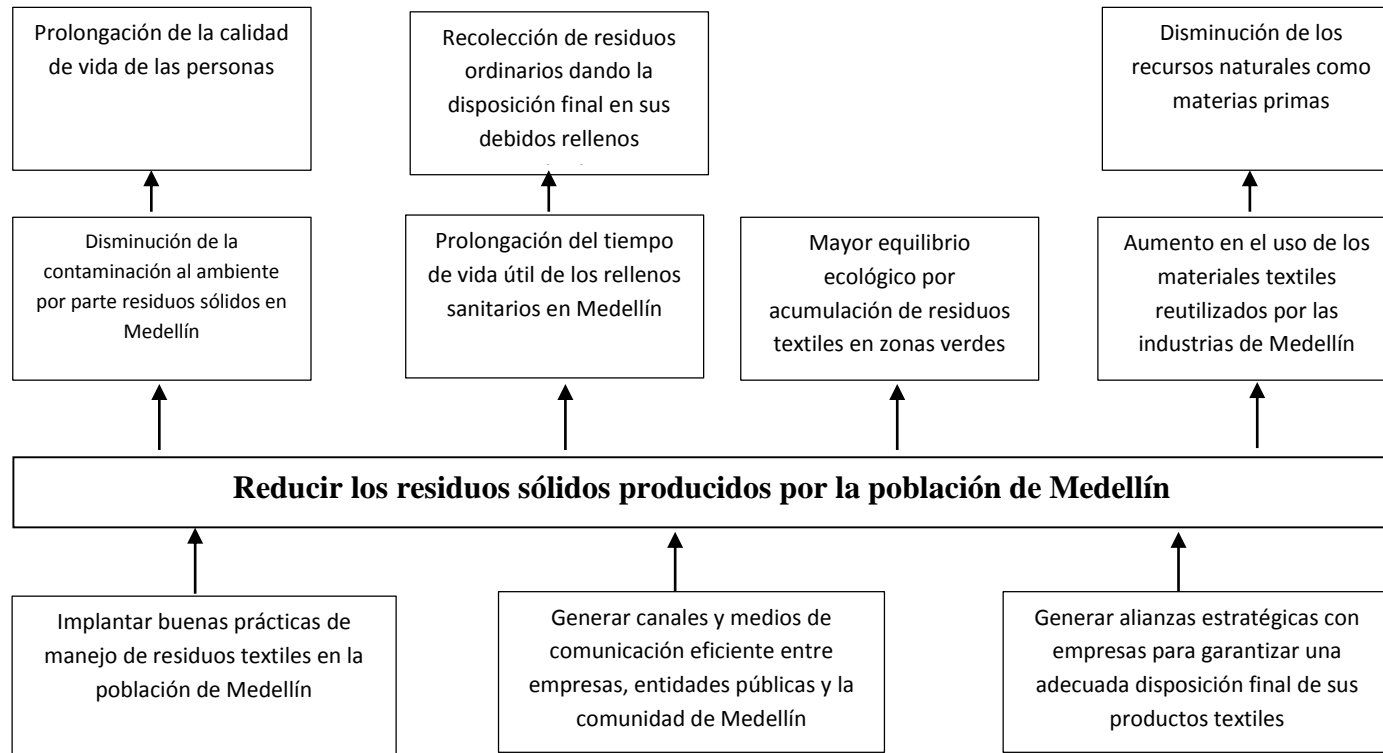 Prolongación de la calidad
de vida de las personas
Recolección de residuos
ordinarios dando la
disposición final en sus
debidos rellenos
Disminución de los
recursos naturales como
materias primas
Disminución de la
contaminación al ambiente
por parte residuos sólidos en
Medellín
Prolongación del tiempo
de vida útil de los rellenos
sanitarios en Medellín
Mayor equilibrio
ecológico por
acumulación de residuos
textiles en zonas verdes
Aumento en el uso de los
materiales textiles
reutilizados por las
industrias de Medellín
Reducir los residuos sólidos producidos por la población de Medellín
Implantar buenas prácticas de
manejo de residuos textiles en la
población de Medellín
Generar canales y medios de
comunicación eficiente entre
empresas, entidades públicas y la
comunidad de Medellín
Generar alianzas estratégicas con
empresas para garantizar una
adecuada disposición final de sus
productos textiles